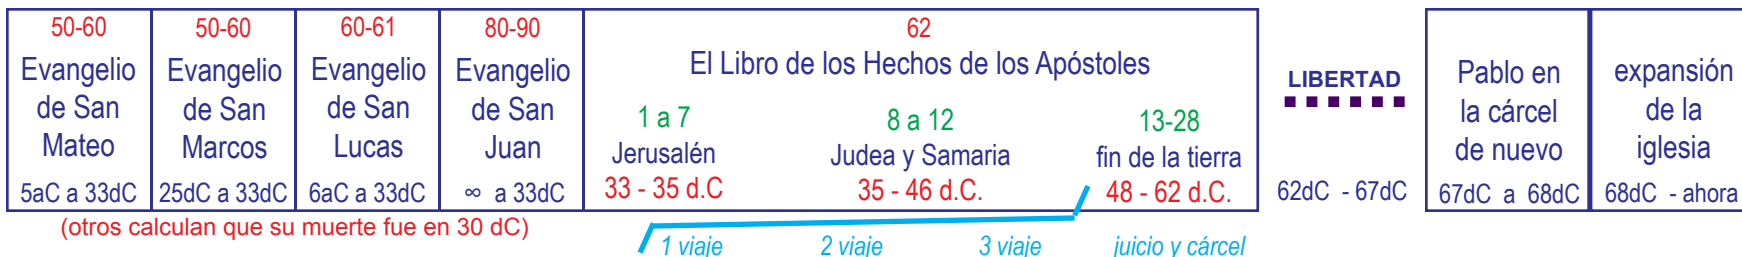 50-60
Evangelio
de San
Mateo
5aC a 33dC
50-60
Evangelio
de San
Marcos
25dC a 33dC
60-61
Evangelio
de San
Lucas
6aC a 33dC
80-90
Evangelio
de San
Juan
∞ a 33dC
62
El Libro de los Hechos de los Apóstoles
1 a 7
Jerusalén
33 - 35 d.C
8 a 12
Judea y Samaria
35 - 46 d.C.
13-28
fin de la tierra
48 - 62 d.C.
LIBERTAD
62dC - 67dC
Pablo en
la cárcel
de nuevo
67dC a 68dC
expansión
de la
iglesia
68dC - ahora
(otros calculan que su muerte fue en 30 dC)
1 viaje 2 viaje 3 viaje juicio y cárcel